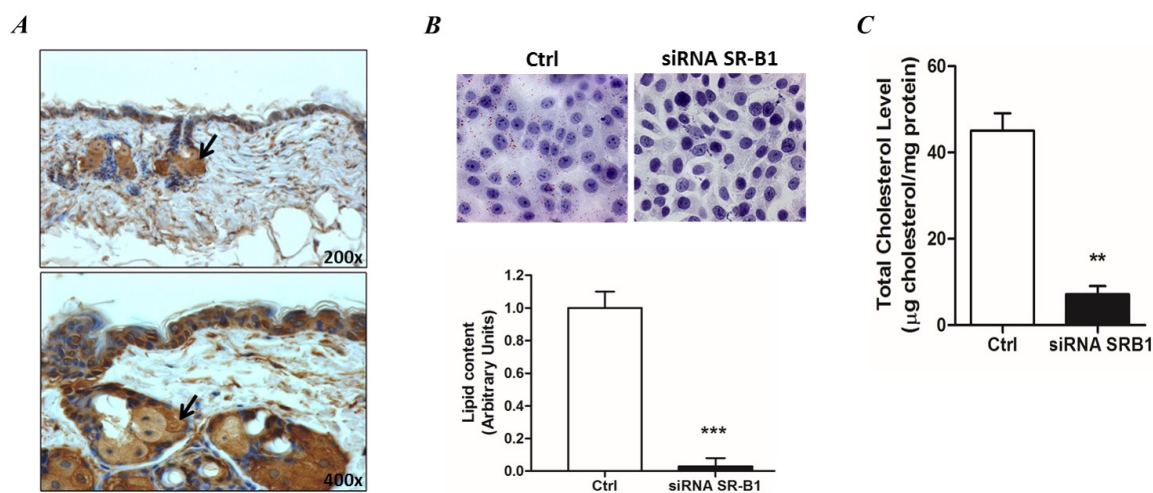 A
200x
400x
B
Ctrl
siRNA SR-B1
Lipid content
(Arbitrary Units)
1.2
1.0
0.8
0.6
0.4
0.2
0.0
***
Ctrl
siRNA SR-B1
C
Total Cholesterol Level
(µg cholesterol/mg protein)
60
40
20
0
**
Ctrl
siRNA SRB1